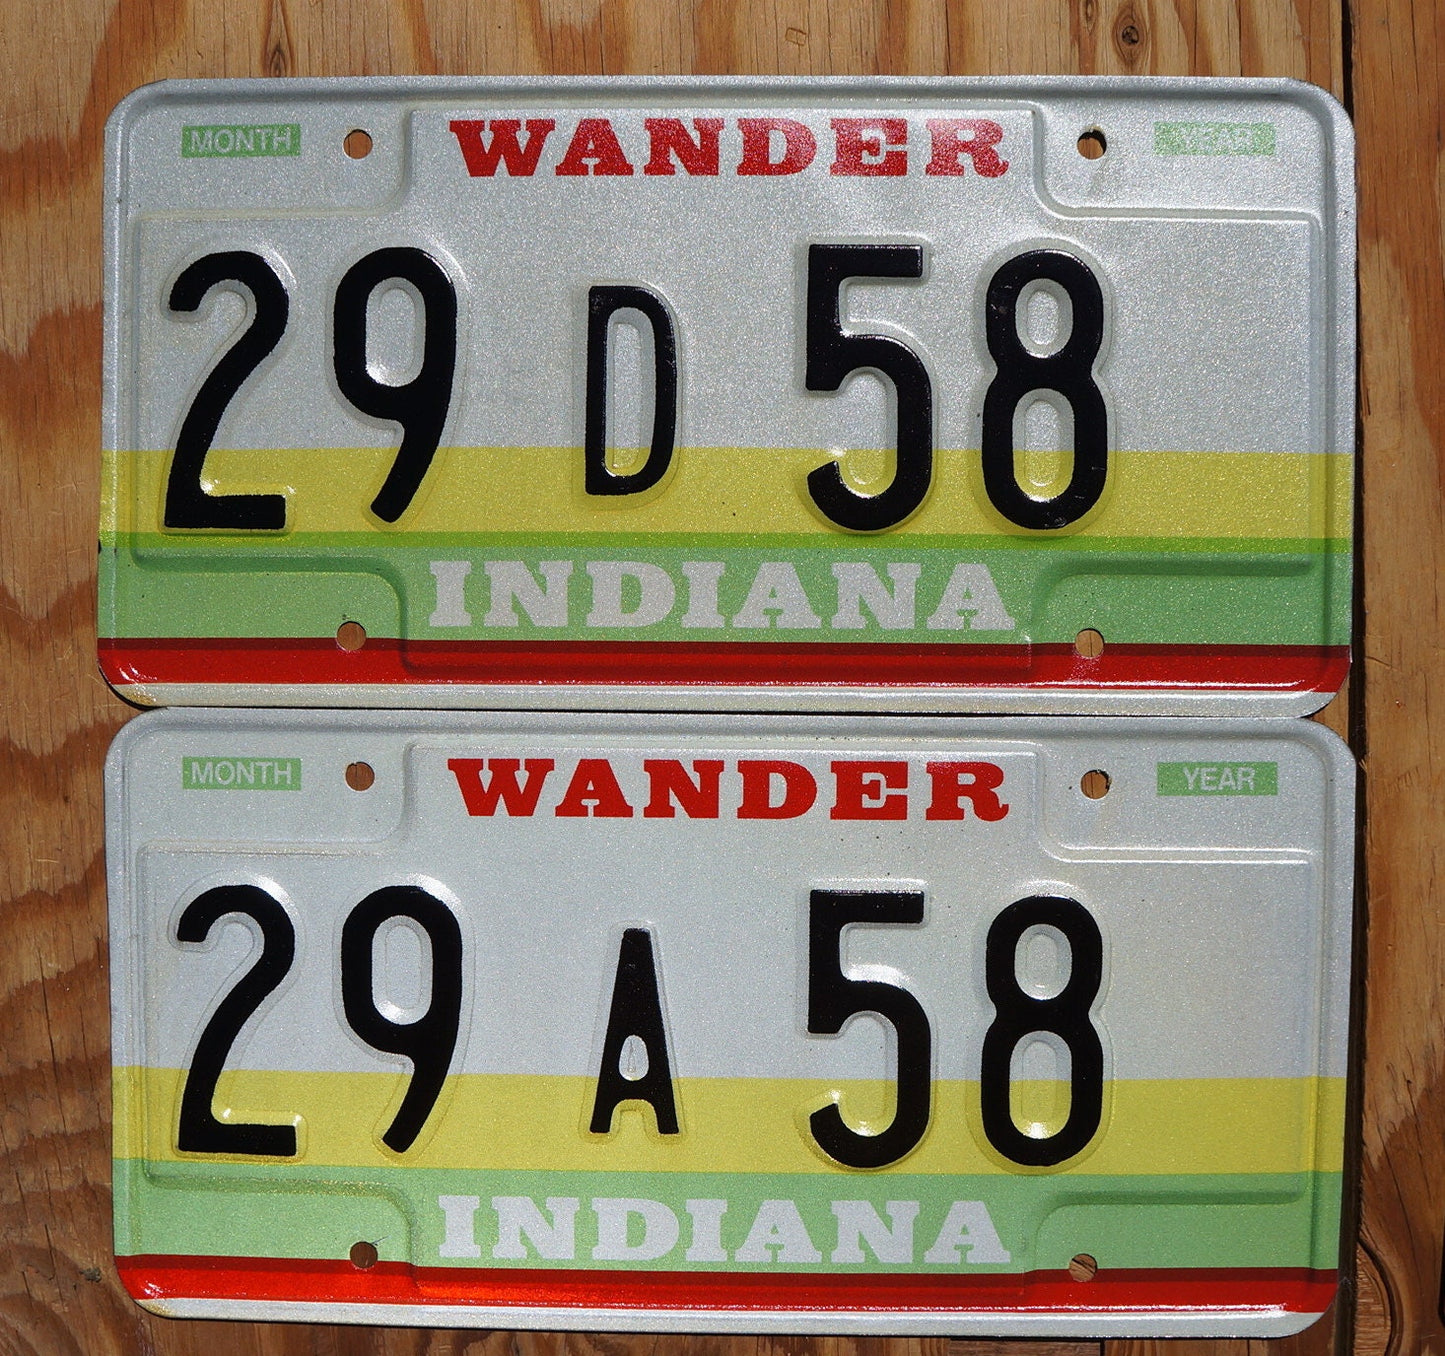 MONTH WANDER YEAR
29 D 58
INDIANA
MONTH WANDER YEAR
29 A 58
INDIANA